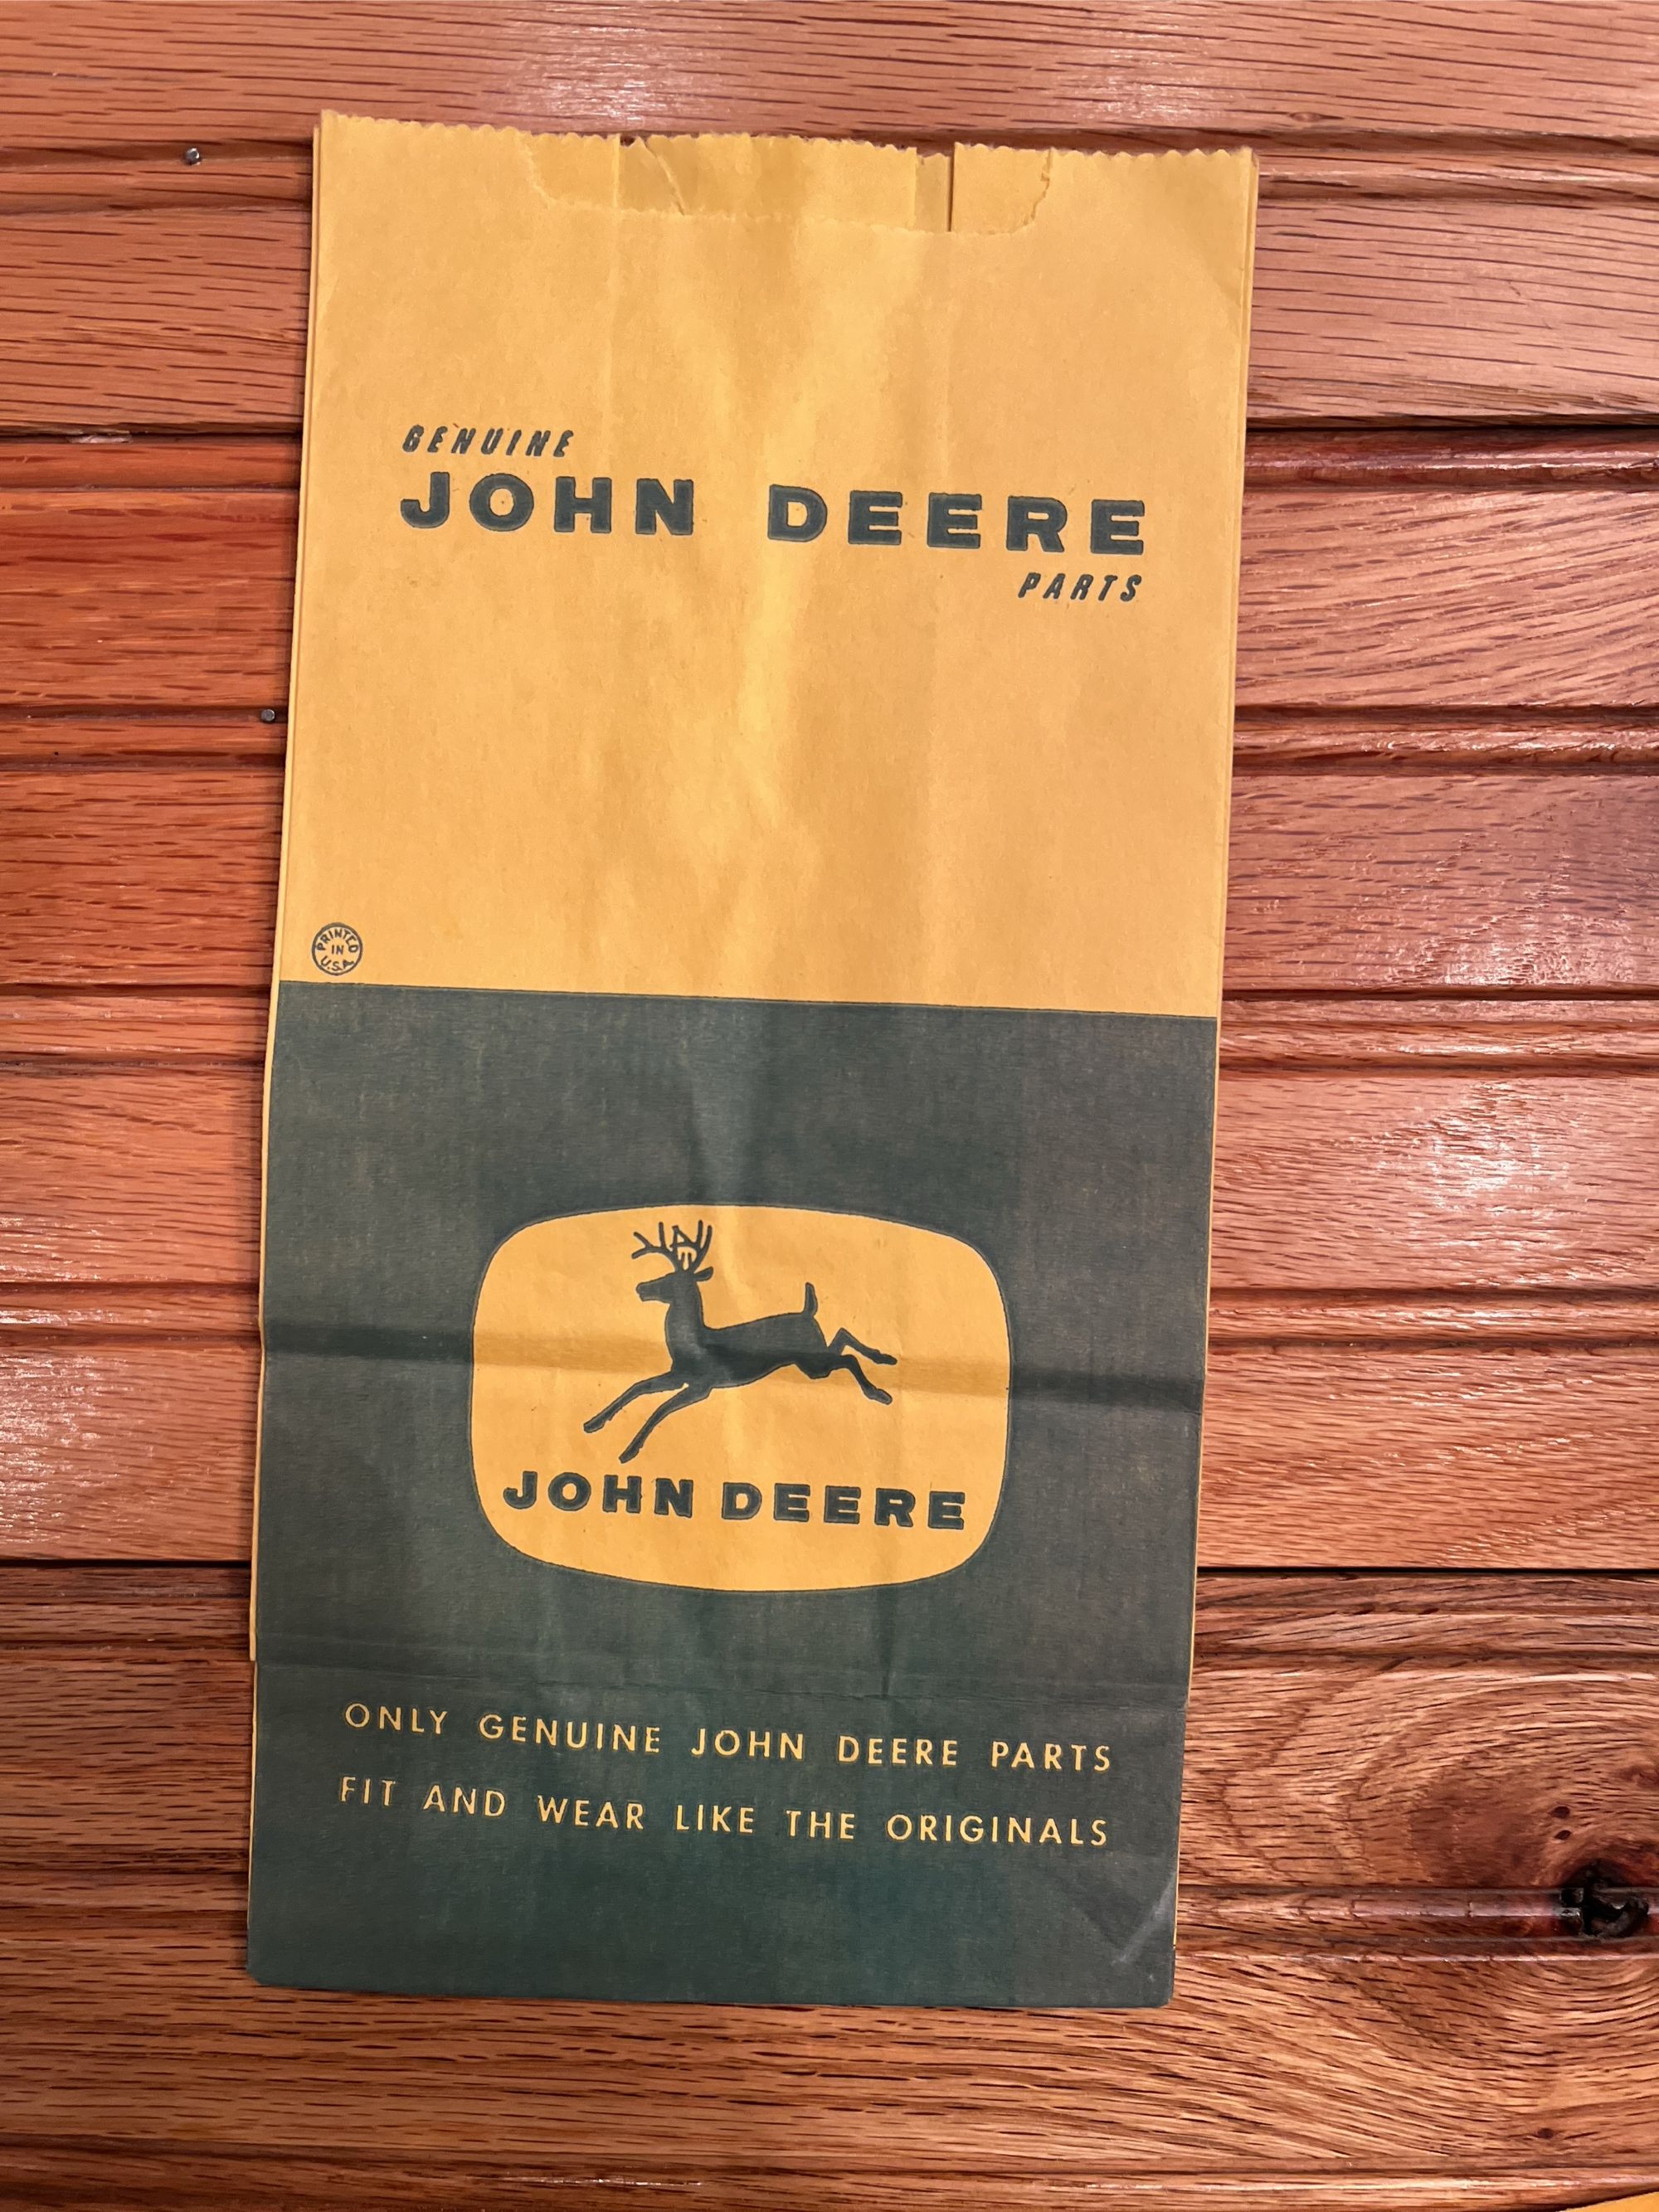 GENUINE
JOHN DEERE
PARTS
PRINTED
IN
U.S.A.
JOHN DEERE
ONLY GENUINE JOHN DEERE PARTS
FIT AND WEAR LIKE THE ORIGINALS